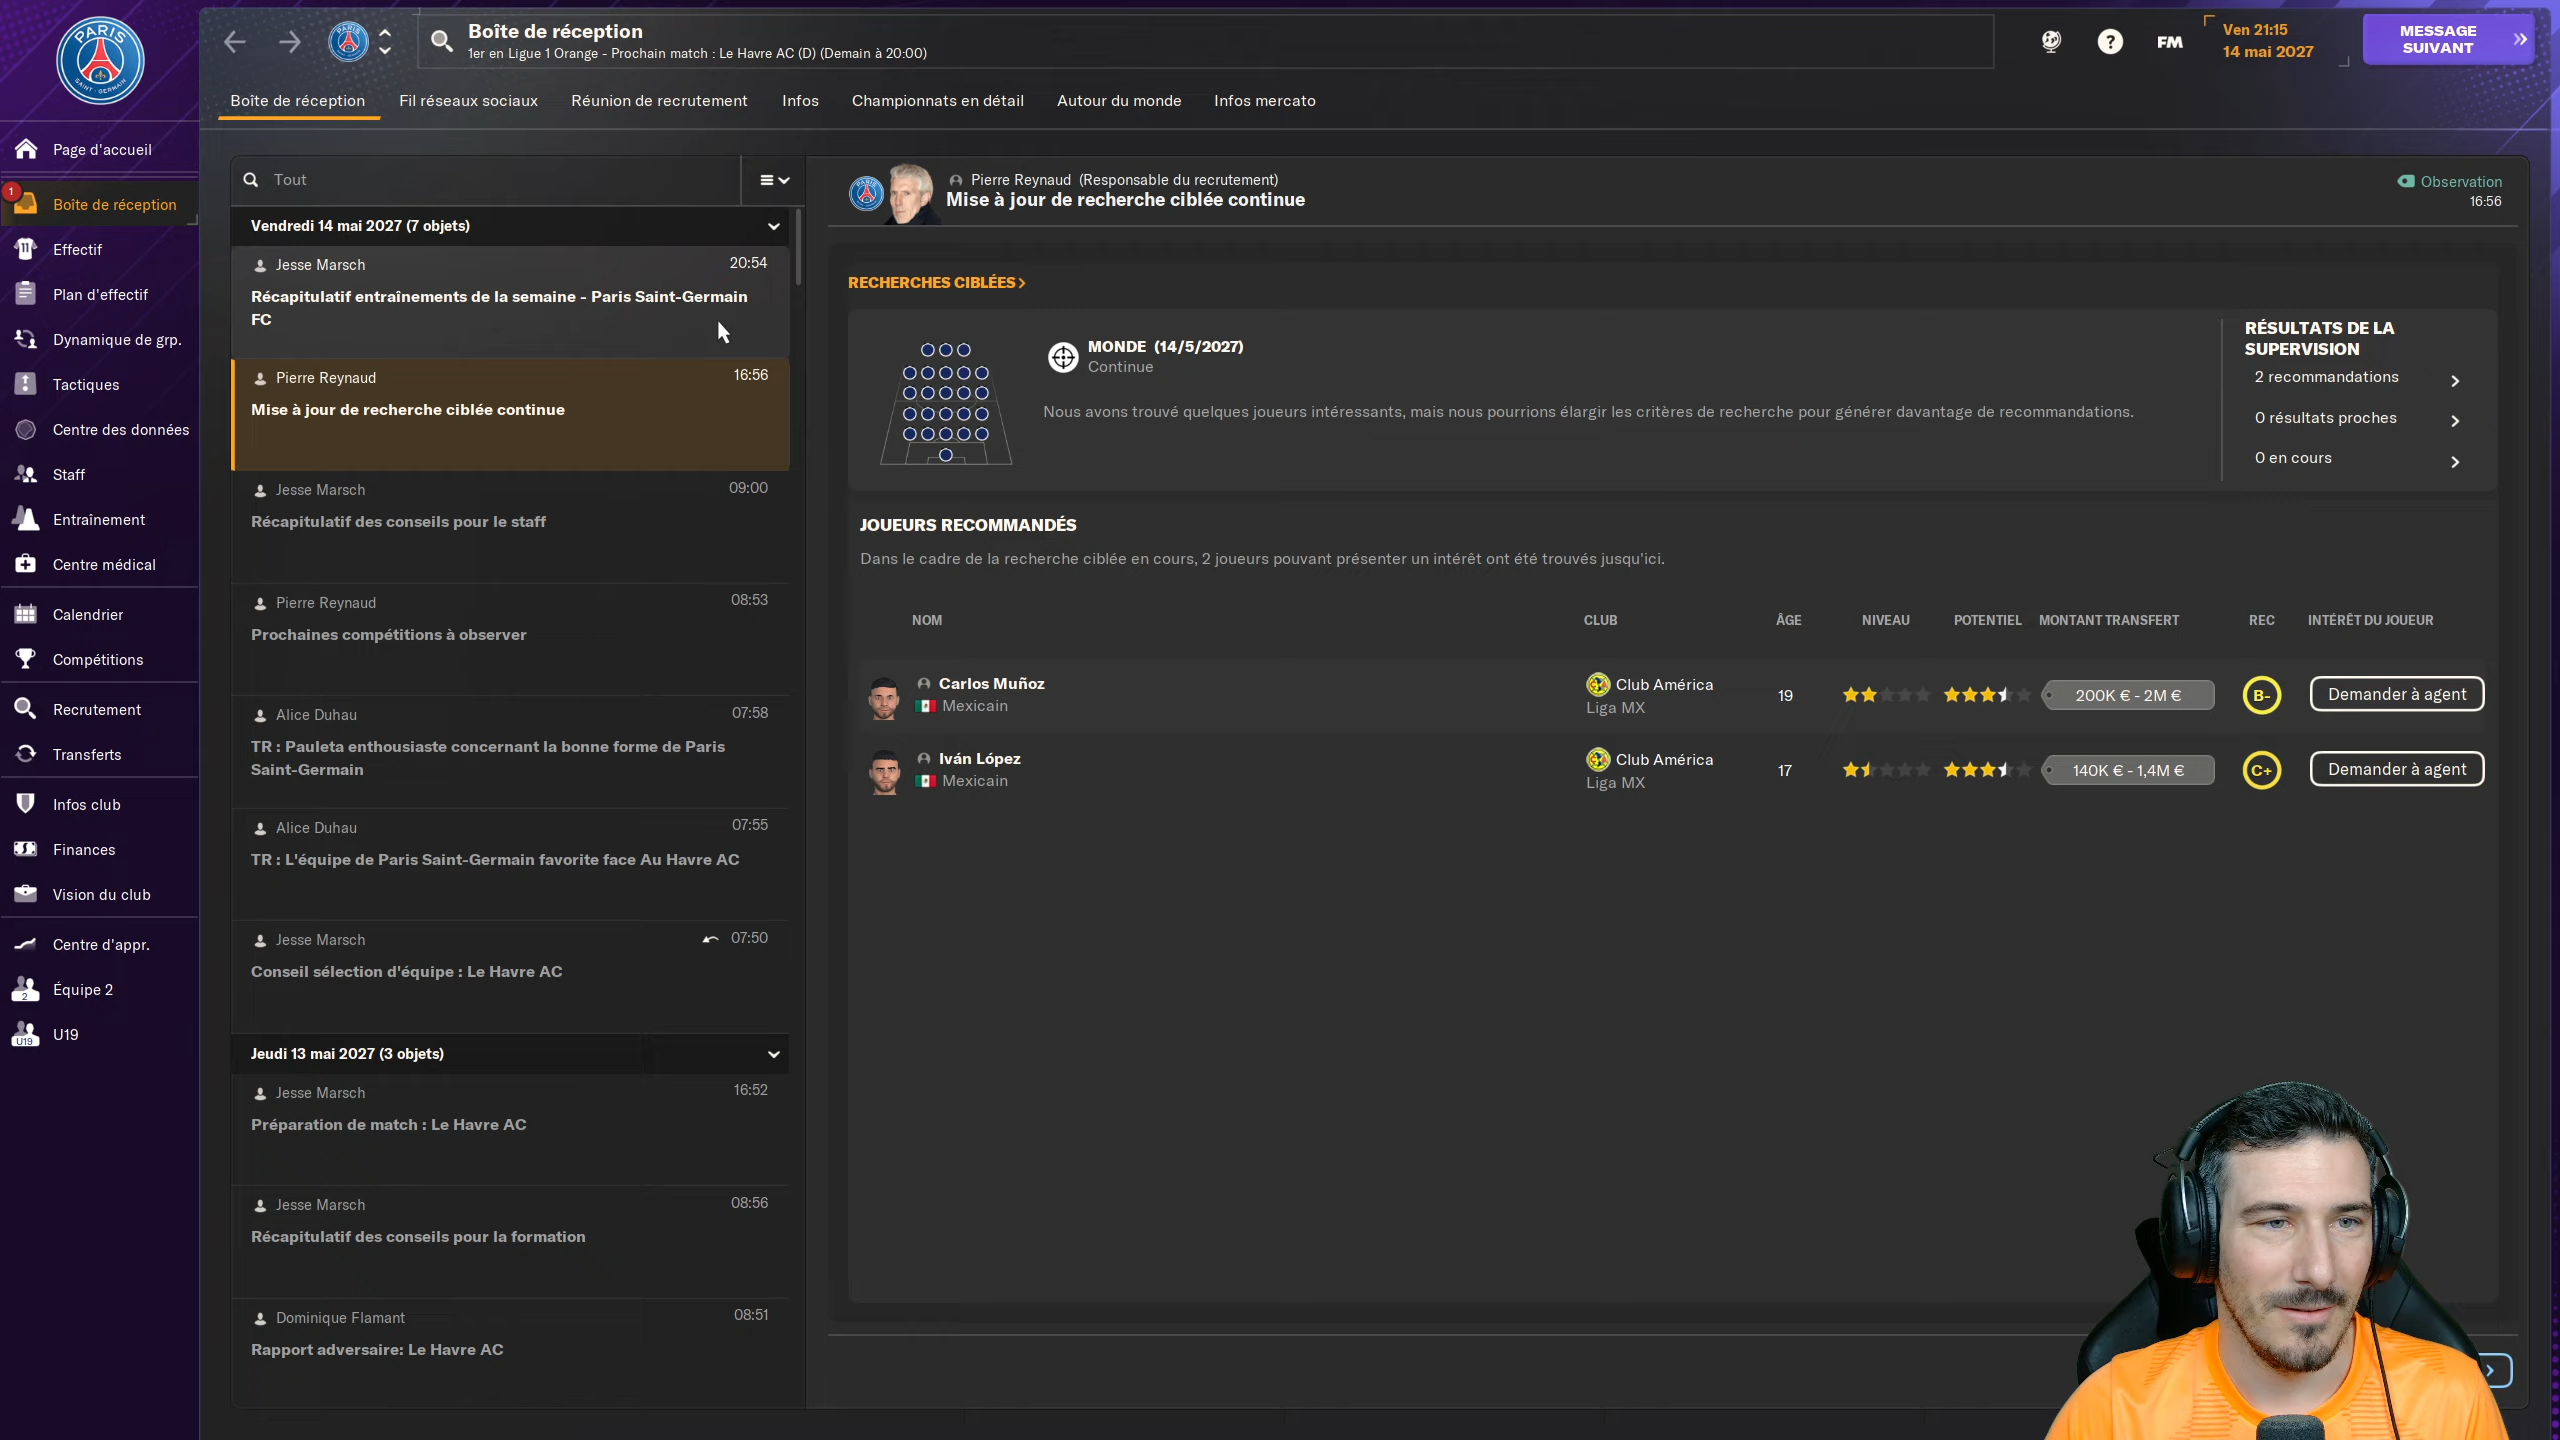 Boîte de réception
1er en Ligue 1 Orange - Prochain match : Le Havre AC (D) (Demain à 20:00)
FM
Ven 21:15
14 mai 2027
MESSAGE
SUIVANT
Boîte de réception
Fil réseaux sociaux
Réunion de recrutement
Infos
Championnats en détail
Autour du monde
Infos mercato
PARIS
SAINT-GERMAIN
Page d'accueil
1
Boîte de réception
Effectif
Plan d'effectif
Dynamique de grp.
Tactiques
Centre des données
Staff
Entraînement
Centre médical
Calendrier
Compétitions
Recrutement
Transferts
Infos club
Finances
Vision du club
Centre d'appr.
2
Équipe 2
U19
U19
Tout
Vendredi 14 mai 2027 (7 objets)
Jesse Marsch
20:54
Récapitulatif entraînements de la semaine - Paris Saint-Germain
FC
Pierre Reynaud
16:56
Mise à jour de recherche ciblée continue
Jesse Marsch
09:00
Récapitulatif des conseils pour le staff
Pierre Reynaud
08:53
Prochaines compétitions à observer
Alice Duhau
07:58
TR : Pauleta enthousiaste concernant la bonne forme de Paris
Saint-Germain
Alice Duhau
07:55
TR : L'équipe de Paris Saint-Germain favorite face Au Havre AC
Jesse Marsch
07:50
Conseil sélection d'équipe : Le Havre AC
Jeudi 13 mai 2027 (3 objets)
Jesse Marsch
16:52
Préparation de match : Le Havre AC
Jesse Marsch
08:56
Récapitulatif des conseils pour la formation
Dominique Flamant
08:51
Rapport adversaire: Le Havre AC
Pierre Reynaud (Responsable du recrutement)
Mise à jour de recherche ciblée continue
Observation
16:56
RECHERCHES CIBLÉES
MONDE (14/5/2027)
Continue
Nous avons trouvé quelques joueurs intéressants, mais nous pourrions élargir les critères de recherche pour générer davantage de recommandations.
RÉSULTATS DE LA
SUPERVISION
2 recommandations
0 résultats proches
0 en cours
JOUEURS RECOMMANDÉS
Dans le cadre de la recherche ciblée en cours, 2 joueurs pouvant présenter un intérêt ont été trouvés jusqu'ici.
NOM
CLUB
ÂGE
NIVEAU
POTENTIEL
MONTANT TRANSFERT
REC
INTÉRÊT DU JOUEUR
Carlos Muñoz
Mexicain
Club América
Liga MX
19
200K € - 2M €
B-
Demander à agent
Iván López
Mexicain
Club América
Liga MX
17
140K € - 1,4M €
C+
Demander à agent